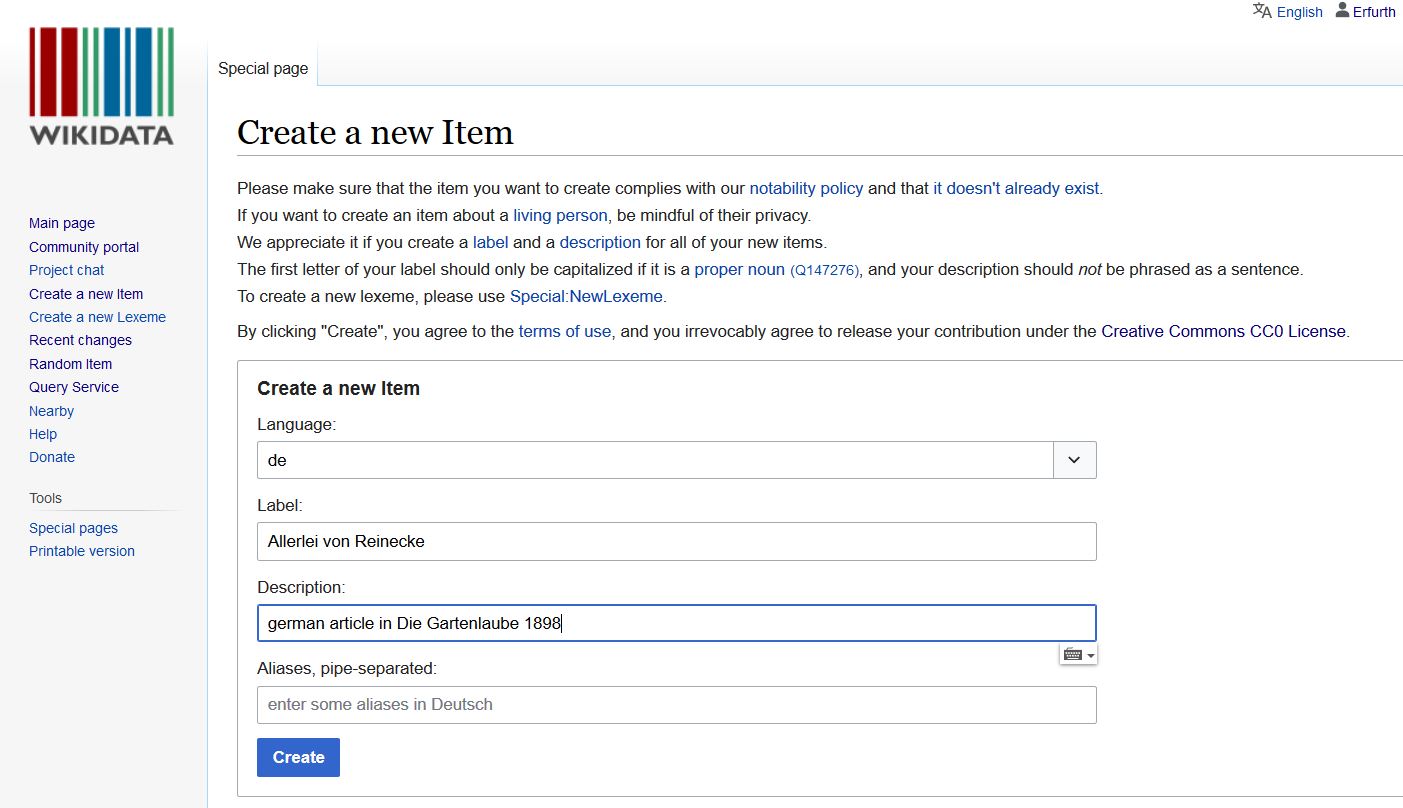 English Erfurth
WIKIDATA
Special page
Create a new Item
Please make sure that the item you want to create complies with our notability policy and that it doesn't already exist.
If you want to create an item about a living person, be mindful of their privacy.
We appreciate it if you create a label and a description for all of your new items.
The first letter of your label should only be capitalized if it is a proper noun (Q147276), and your description should not be phrased as a sentence.
To create a new lexeme, please use Special:NewLexeme.
By clicking "Create", you agree to the terms of use, and you irrevocably agree to release your contribution under the Creative Commons CC0 License.
Main page
Community portal
Project chat
Create a new Item
Create a new Lexeme
Recent changes
Random Item
Query Service
Nearby
Help
Donate
Tools
Special pages
Printable version
Create a new Item
Language:
de
Label:
Allerlei von Reinecke
Description:
german article in Die Gartenlaube 1898
Aliases, pipe-separated:
enter some aliases in Deutsch
Create